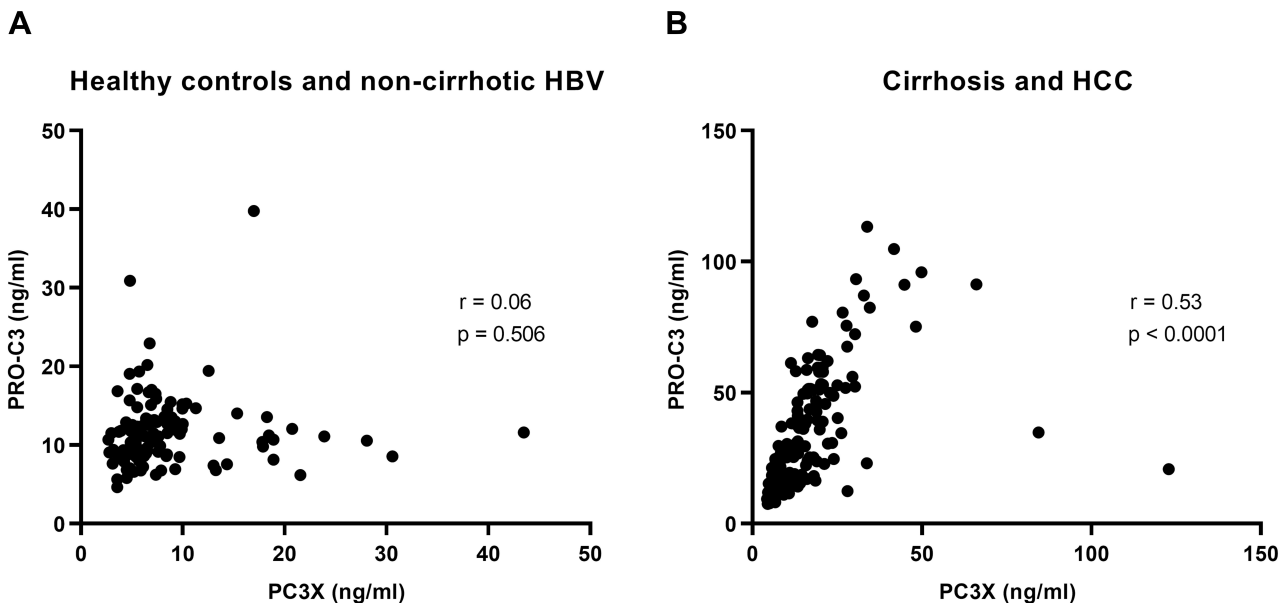 A
Healthy controls and non-cirrhotic HBV
50
40
30
20
10
0
PRO-C3 (ng/ml)
r = 0.06
p = 0.506
0 10 20 30 40 50
PC3X (ng/ml)
B
Cirrhosis and HCC
150
100
50
0
PRO-C3 (ng/ml)
r = 0.53
p < 0.0001
0 50 100 150
PC3X (ng/ml)